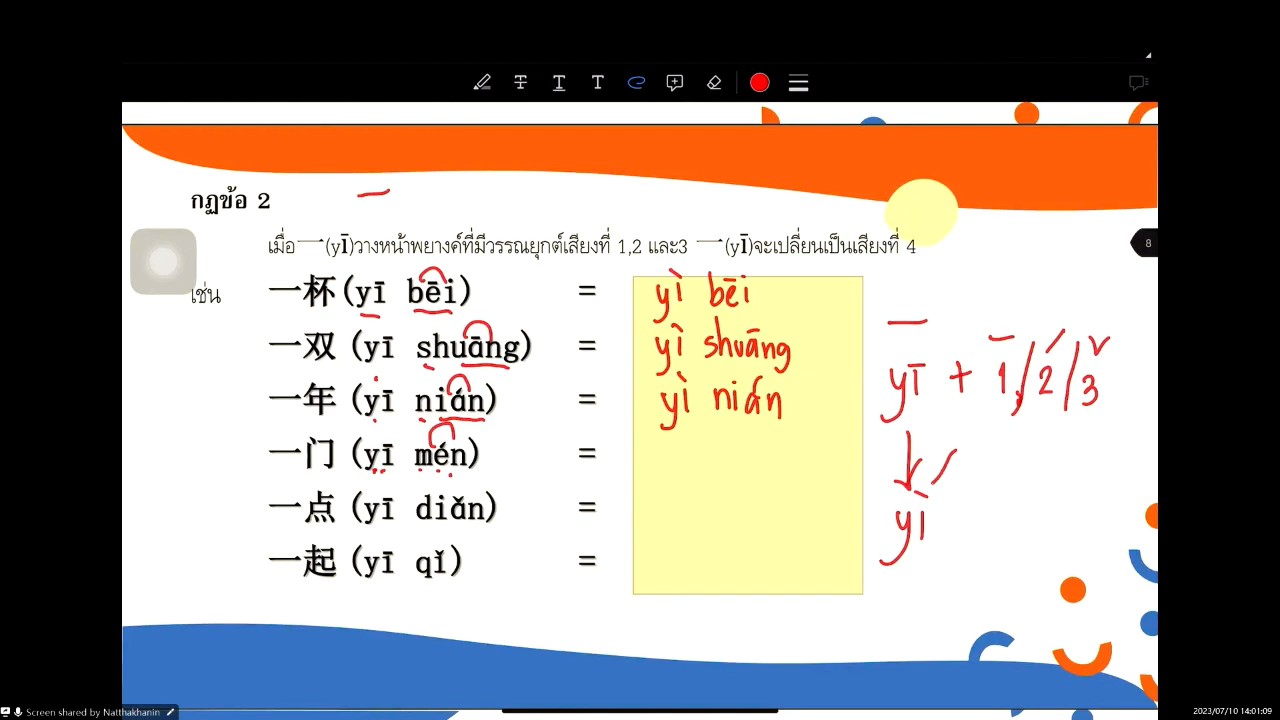 กฏข้อ 2
เมื่อ一(yī)วางหน้าพยางค์ที่มีวรรณยุกต์เสียงที่ 1,2 และ3 一(yī)จะเปลี่ยนเป็นเสียงที่ 4
8
เช่น
一杯(yī bēi) = yì bēi
一双(yī shuāng) = yì shuāng
一年(yī nián) = yì nián
一门(yī mén) =
一点(yī diǎn) =
一起(yī qǐ) =
yī + 1/2/3
yì
Screen shared by Natthakhanin
2023/07/10 14:01:09